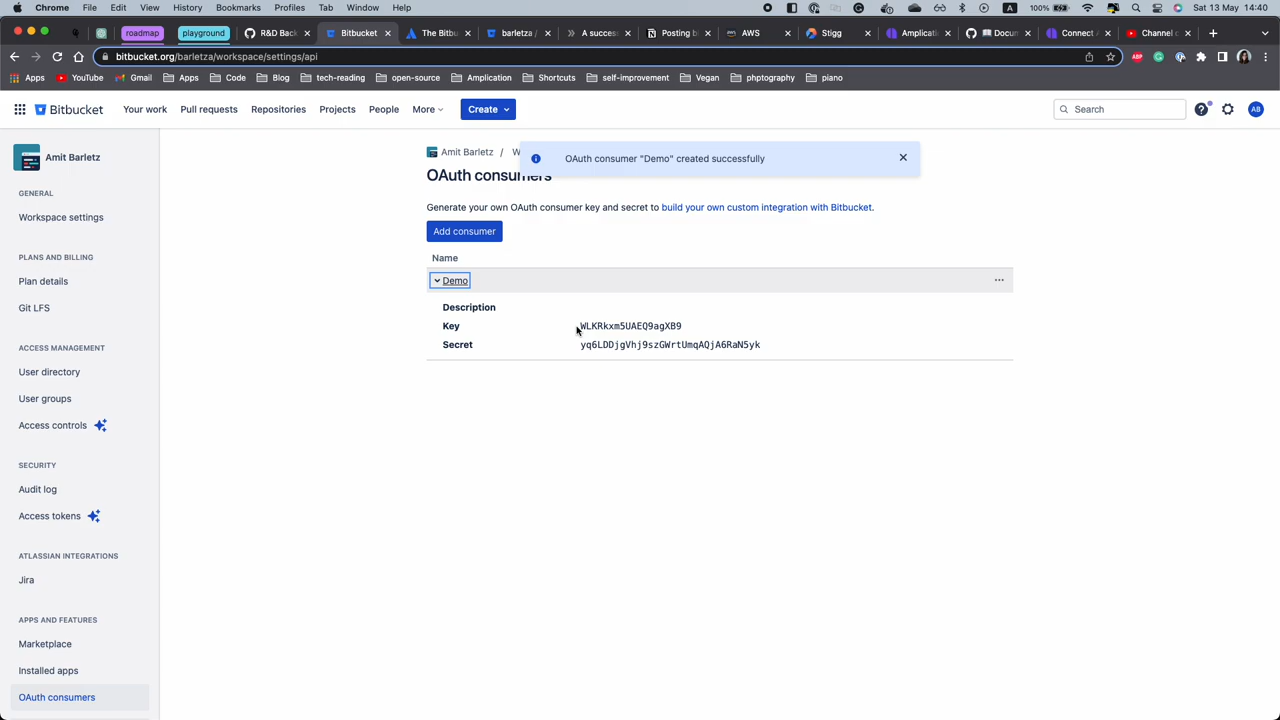 Chrome File Edit View History Bookmarks Profiles Tab Window Help 100% A Sat 13 May 14:40
roadmap playground R&D Back Bitbucket The Bitbu barletza / A success Posting b AWS Stigg Amplicatio Docum Connect A Channel c
bitbucket.org/barletza/workspace/settings/api
Apps YouTube Gmail Apps Code Blog tech-reading open-source Amplication Shortcuts self-improvement Vegan phptography piano
Bitbucket Your work Pull requests Repositories Projects People More Create Search AB
Amit Barletz
GENERAL
Workspace settings
PLANS AND BILLING
Plan details
Git LFS
ACCESS MANAGEMENT
User directory
User groups
Access controls
SECURITY
Audit log
Access tokens
ATLASSIAN INTEGRATIONS
Jira
APPS AND FEATURES
Marketplace
Installed apps
OAuth consumers
Amit Barletz / W
OAuth consumer "Demo" created successfully
OAuth consumers
Generate your own OAuth consumer key and secret to build your own custom integration with Bitbucket.
Add consumer
Name
Demo
Description
Key WLKRkxm5UAEQ9agXB9
Secret yq6LDDjgVhj9szGWrtUmqAQjA6RaN5yk